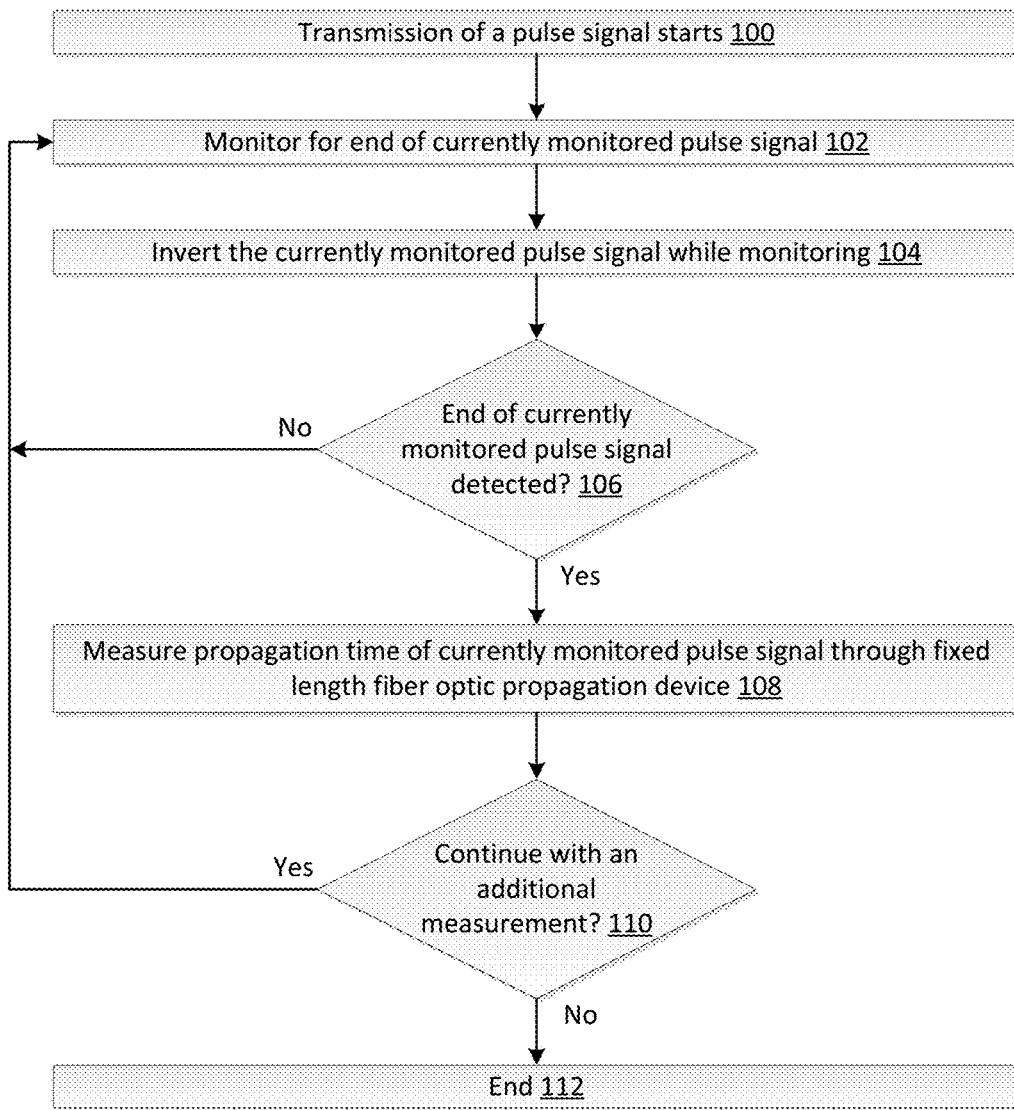 Transmission of a pulse signal starts 100
Monitor for end of currently monitored pulse signal 102
Invert the currently monitored pulse signal while monitoring 104
No
End of currently
monitored pulse signal
detected? 106
Yes
Measure propagation time of currently monitored pulse signal through fixed
length fiber optic propagation device 108
Yes
Continue with an
additional
measurement? 110
No
End 112